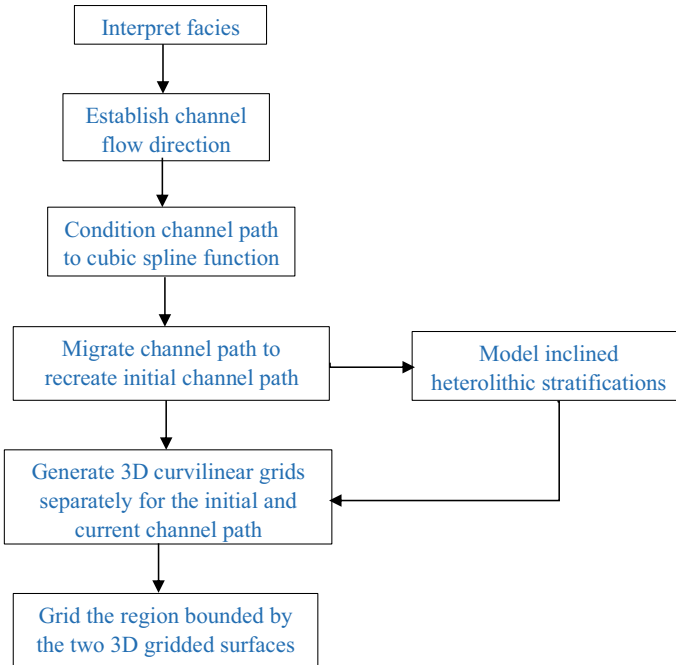 Interpret facies
Establish channel
flow direction
Condition channel path
to cubic spline function
Migrate channel path to
recreate initial channel path
Model inclined
heterolithic stratifications
Generate 3D curvilinear grids
separately for the initial and
current channel path
Grid the region bounded by
the two 3D gridded surfaces